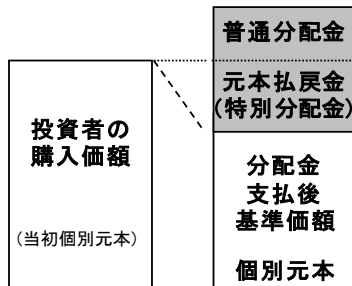 投資者の
購入価額
(当初個別元本)
普通分配金
元本払戻金
(特別分配金)
分配金
支払後
基準価額
個別元本